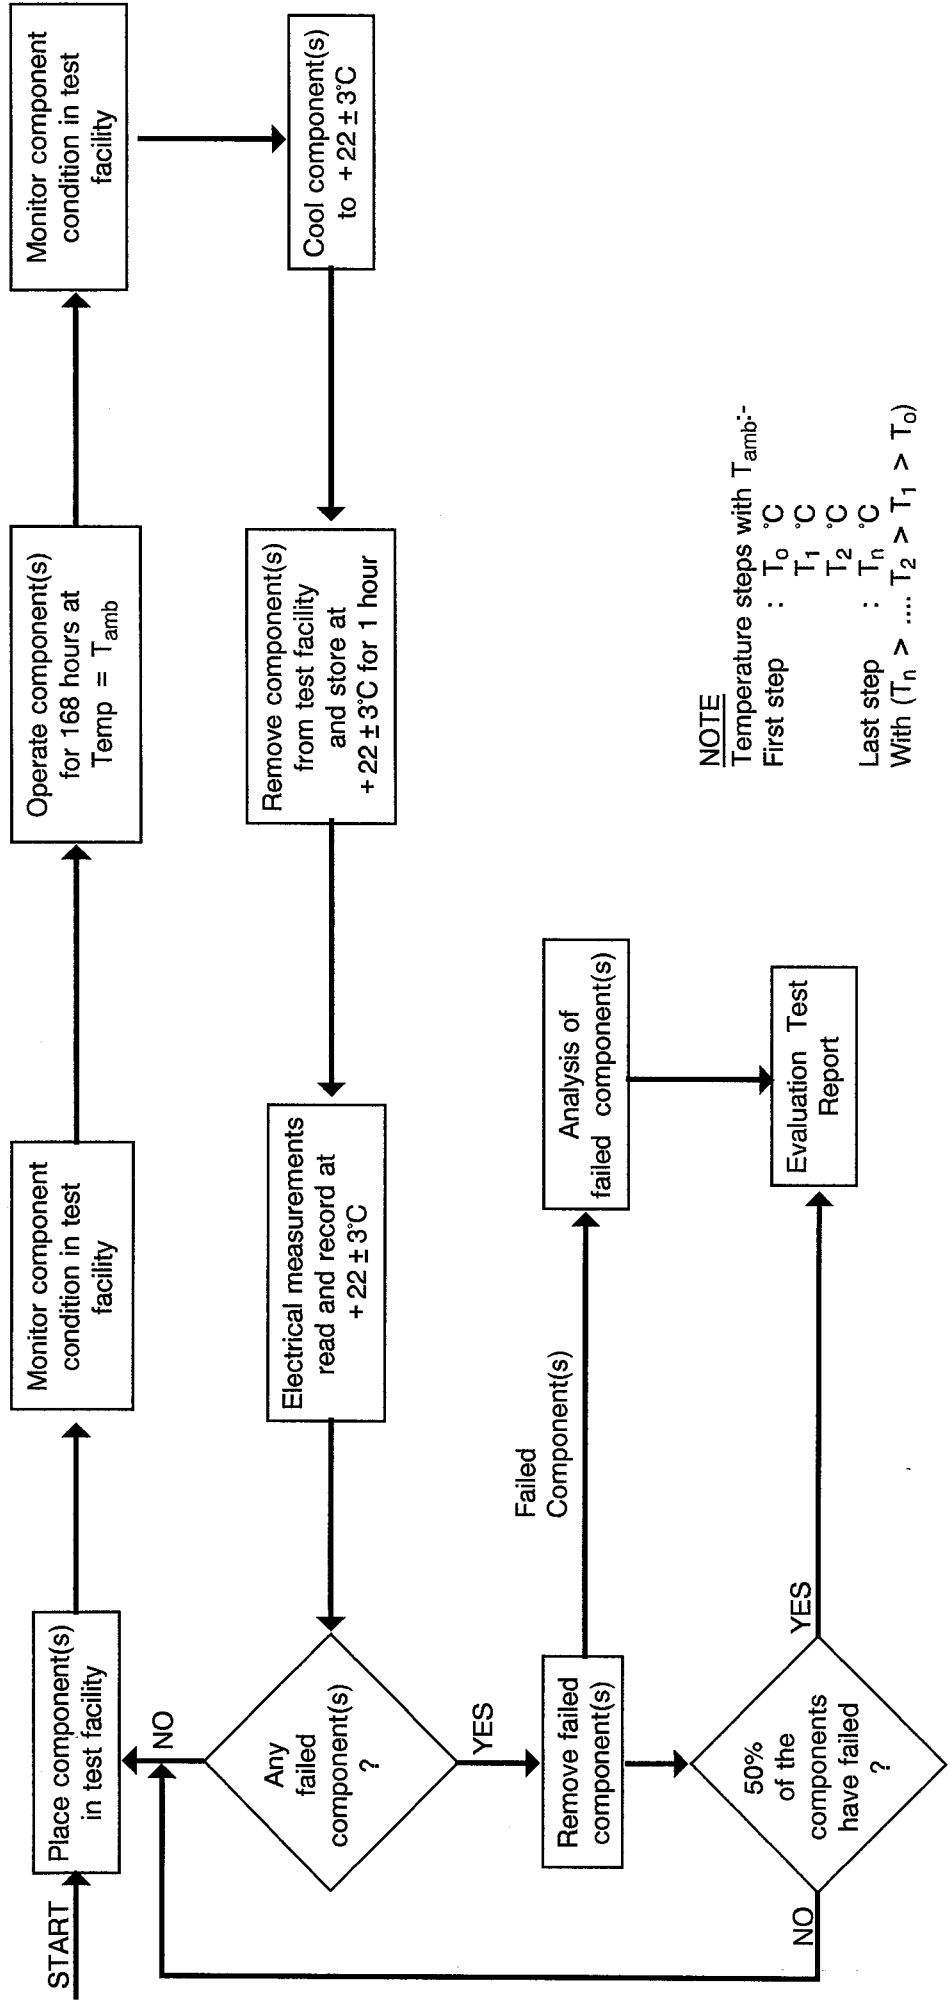 START
Place component(s)
in test facility
Monitor component
condition in test
facility
Operate component(s)
for 168 hours at
Temp = Tamb
Monitor component
condition in test
facility
Cool component(s)
to +22 ± 3°C
Remove component(s)
from test facility
and store at
+22 ± 3°C for 1 hour
Electrical measurements
read and record at
+22 ± 3°C
Any
failed
component(s)
?
NO
YES
Remove failed
component(s)
Failed
Component(s)
Analysis of
failed component(s)
50%
of the
components
have failed
?
NO
YES
Evaluation Test
Report
NOTE
Temperature steps with Tamb:-
First step : T0 °C
T1 °C
T2 °C
Last step : Tn °C
With (Tn > .... T2 > T1 > T0)